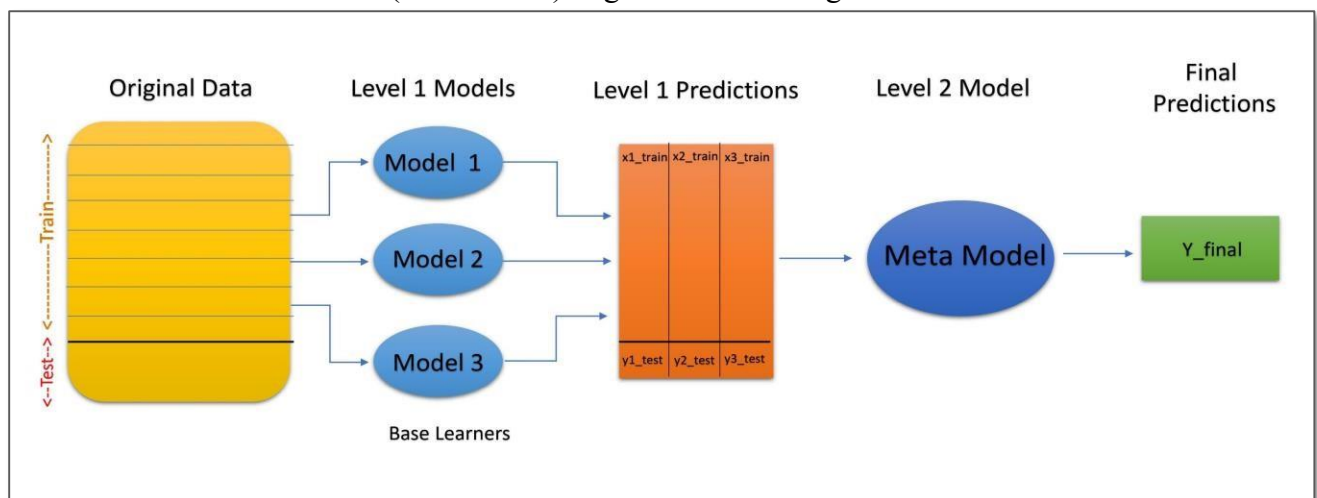 Original Data
Level 1 Models
Level 1 Predictions
Level 2 Model
Final
Predictions
<--Test--> <----------Train---------->
Model 1
Model 2
Model 3
Base Learners
x1_train x2_train x3_train
y1_test y2_test y3_test
Meta Model
Y_final